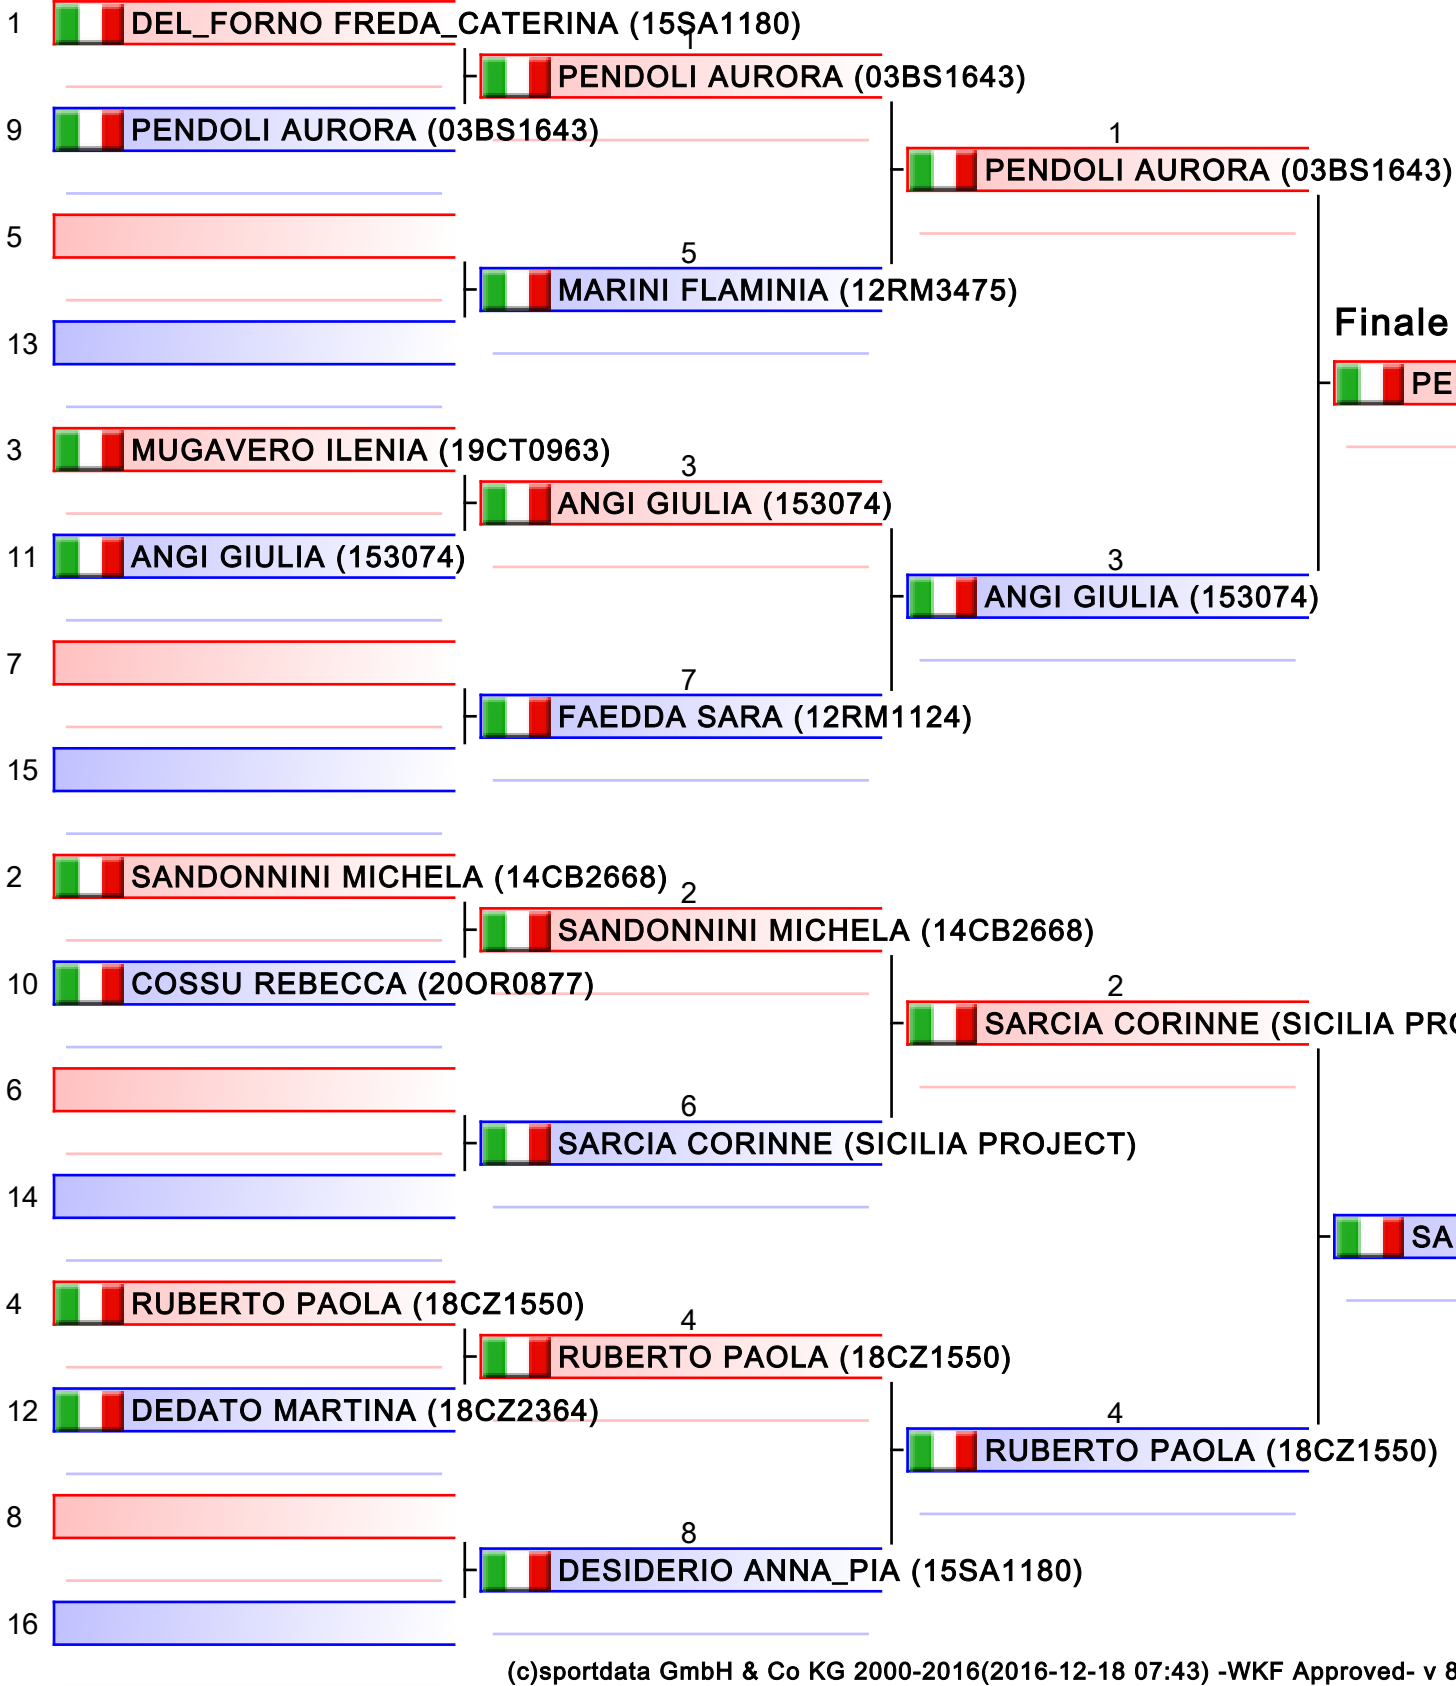 1 DEL_FORNO FREDA_CATERINA (15SA1180)
1
PENDOLI AURORA (03BS1643)
9 PENDOLI AURORA (03BS1643)
1
PENDOLI AURORA (03BS1643)
5
5
MARINI FLAMINIA (12RM3475)
13
Finale
PE
3 MUGAVERO ILENIA (19CT0963)
3
ANGI GIULIA (153074)
11 ANGI GIULIA (153074)
3
ANGI GIULIA (153074)
7
7
FAEDDA SARA (12RM1124)
15
2 SANDONNINI MICHELA (14CB2668)
2
SANDONNINI MICHELA (14CB2668)
10 COSSU REBECCA (20OR0877)
2
SARCIA CORINNE (SICILIA PRO
6
6
SARCIA CORINNE (SICILIA PROJECT)
14
SA
4 RUBERTO PAOLA (18CZ1550)
4
RUBERTO PAOLA (18CZ1550)
12 DEDATO MARTINA (18CZ2364)
4
RUBERTO PAOLA (18CZ1550)
8
8
DESIDERIO ANNA_PIA (15SA1180)
16
(c)sportdata GmbH & Co KG 2000-2016(2016-12-18 07:43) -WKF Approved- v 8